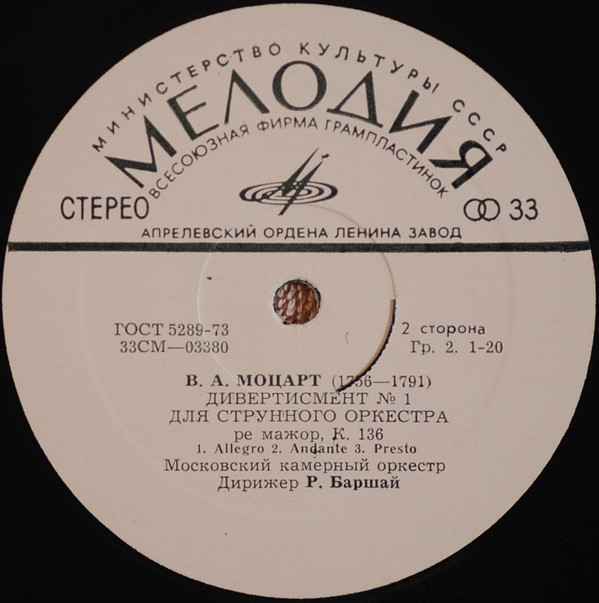 МИНИСТЕРСТВО КУЛЬТУРЫ СССР
МЕЛОДИЯ
ВСЕСОЮЗНАЯ ФИРМА ГРАМПЛАСТИНОК
СТЕРЕО
33
АПРЕЛЕВСКИЙ ОРДЕНА ЛЕНИНА ЗАВОД
ГОСТ 5289-73
33СМ—03380
2 сторона
Гр. 2. 1-20
В. А. МОЦАРТ (1756—1791)
ДИВЕРТИСМЕНТ № 1
ДЛЯ СТРУННОГО ОРКЕСТРА
ре мажор, К. 136
1. Allegro 2. Andante 3. Presto
Московский камерный оркестр
Дирижер Р. Баршай